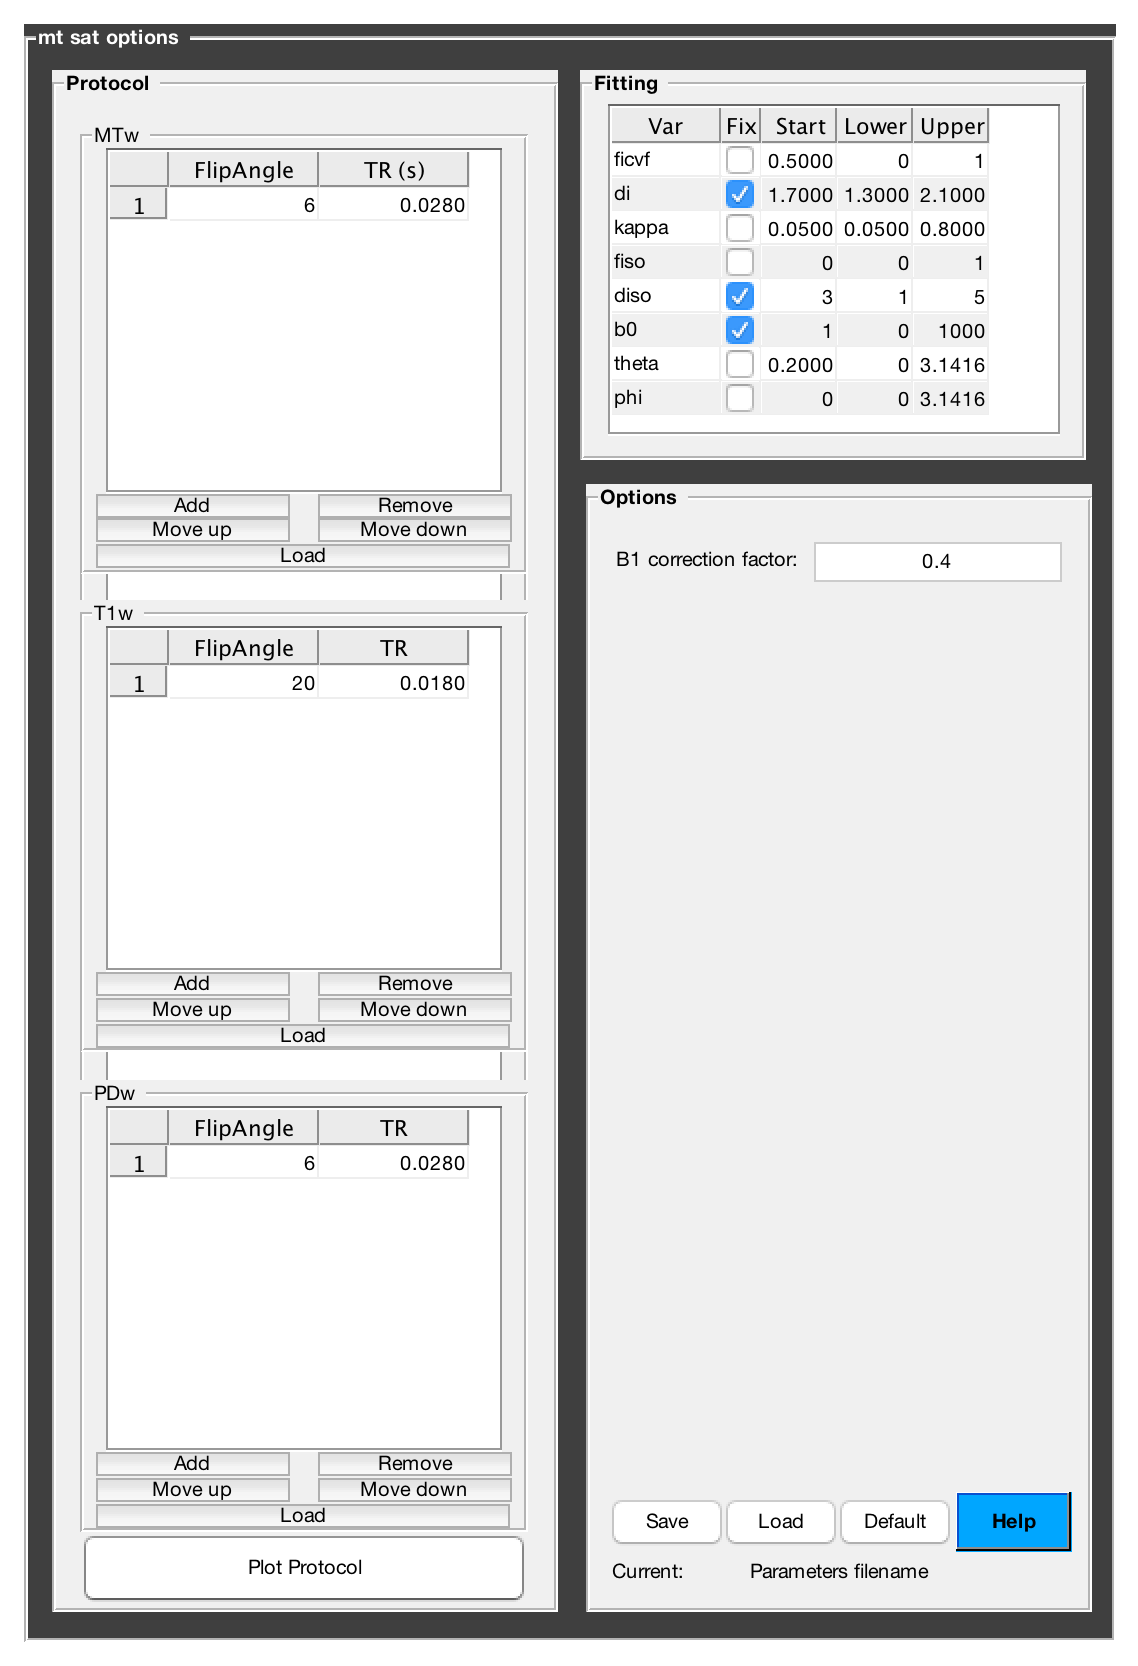 mt sat options
Protocol
MTw
FlipAngle TR (s)
1 6 0.0280
Add Remove
Move up Move down
Load
T1w
FlipAngle TR
1 20 0.0180
Add Remove
Move up Move down
Load
PDw
FlipAngle TR
1 6 0.0280
Add Remove
Move up Move down
Load
Plot Protocol
Fitting
Var Fix Start Lower Upper
ficvf 0.5000 0 1
di 1.7000 1.3000 2.1000
kappa 0.0500 0.0500 0.8000
fiso 0 0 1
diso 3 1 5
b0 1 0 1000
theta 0.2000 0 3.1416
phi 0 0 3.1416
Options
B1 correction factor: 0.4
Save Load Default Help
Current: Parameters filename